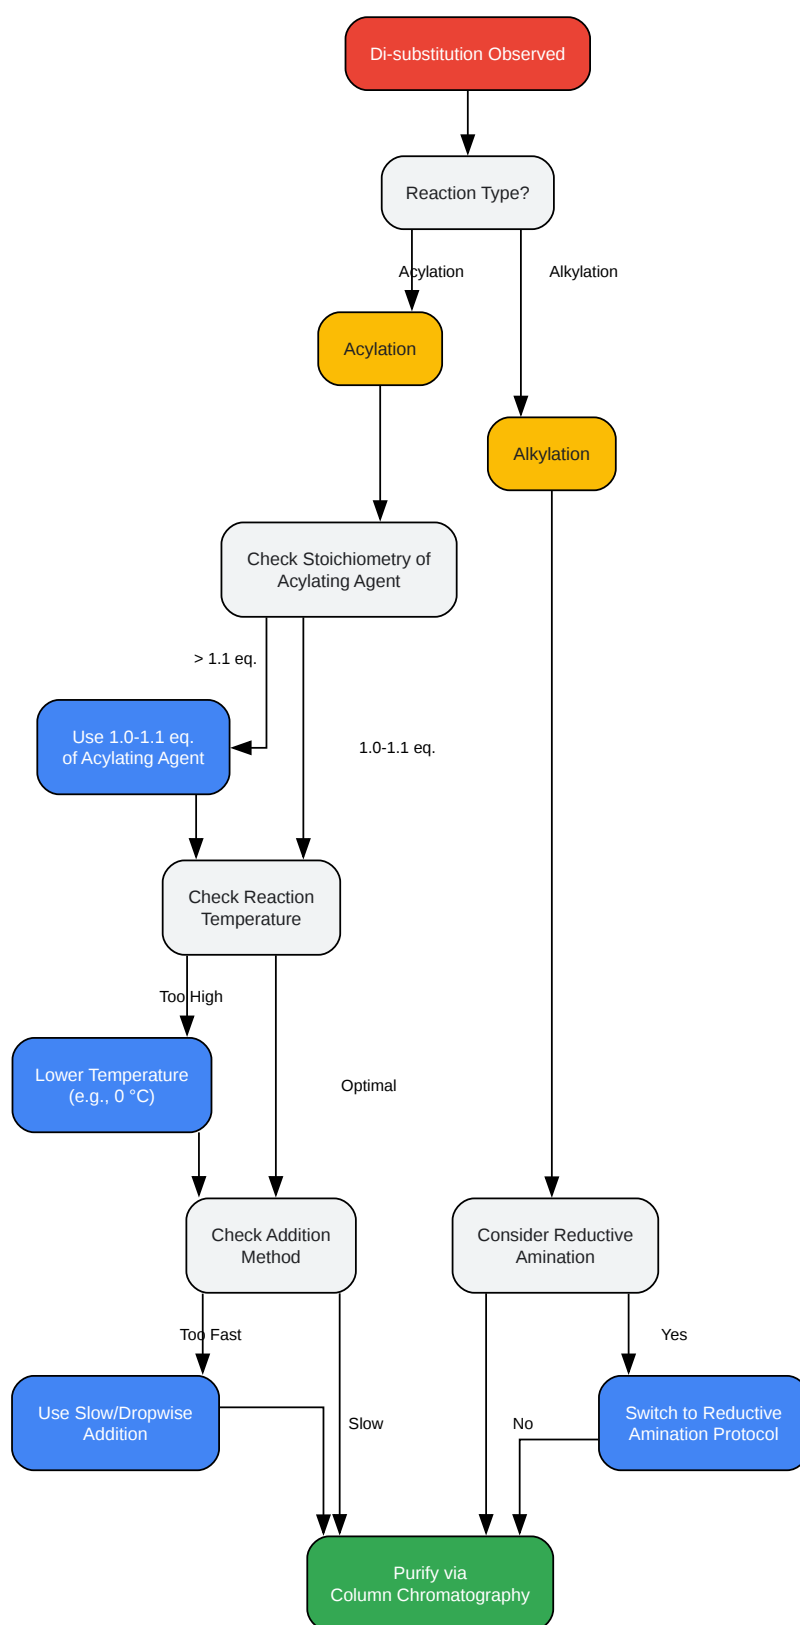 Di-substitution Observed
Reaction Type?
Acylation
Alkylation
Acylation
Alkylation
Check Stoichiometry of
Acylating Agent
> 1.1 eq.
Use 1.0-1.1 eq.
of Acylating Agent
1.0-1.1 eq.
Check Reaction
Temperature
Too High
Lower Temperature
(e.g., 0 °C)
Optimal
Check Addition
Method
Consider Reductive
Amination
Too Fast
Yes
Use Slow/Dropwise
Addition
Slow
No
Switch to Reductive
Amination Protocol
Purify via
Column Chromatography